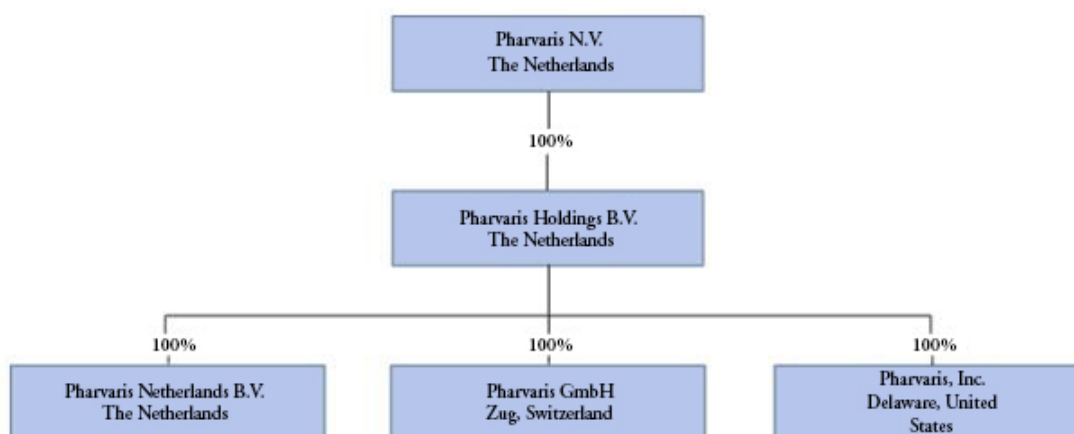 Pharvaris N.V.
The Netherlands
100%
Pharvaris Holdings B.V.
The Netherlands
100%
100%
100%
Pharvaris Netherlands B.V.
The Netherlands
Pharvaris GmbH
Zug, Switzerland
Pharvaris, Inc.
Delaware, United
States